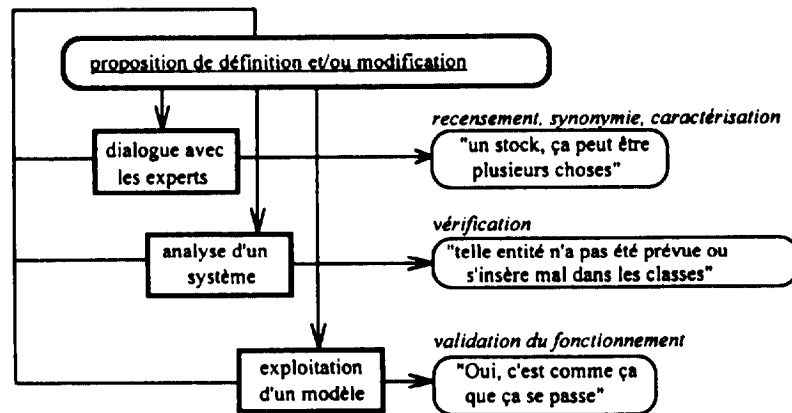 proposition de définition et/ou modification
recensement, synonymie, caractérisation
dialogue avec
les experts
"un stock, ça peut être
plusieurs choses"
vérification
analyse d'un
système
"telle entité n'a pas été prévue ou
s'insère mal dans les classes"
validation du fonctionnement
exploitation
d'un modèle
"Oui, c'est comme ça
que ça se passe"